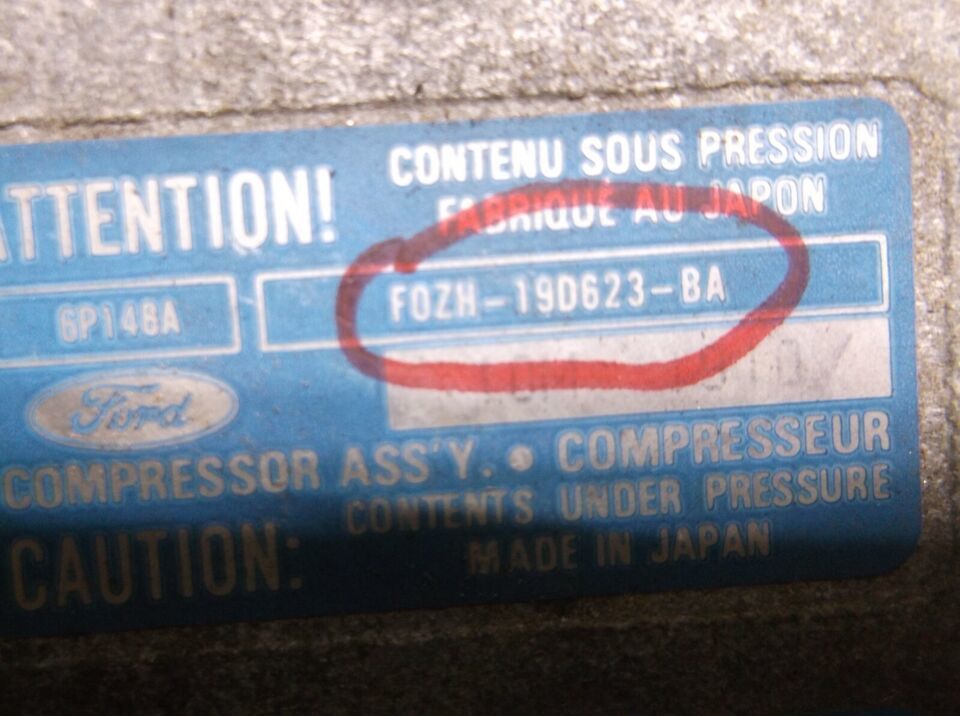 ATTENTION!
CONTENU SOUS PRESSION
FABRIQUÉ AU JAPON
6P148A
F0ZH-19D623-BA
Ford
COMPRESSOR ASS'Y. • COMPRESSEUR
CAUTION:
CONTENTS UNDER PRESSURE
MADE IN JAPAN